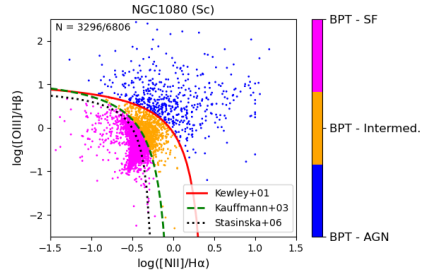 NGC1080 (Sc)
N = 3296/6806
log([OIII]/Hβ)
2
1
0
−1
−2
Kewley+01
Kauffmann+03
Stasinska+06
−1.5 −1.0 −0.5 0.0 0.5 1.0 1.5
log([NII]/Hα)
BPT - SF
BPT - Intermed.
BPT - AGN